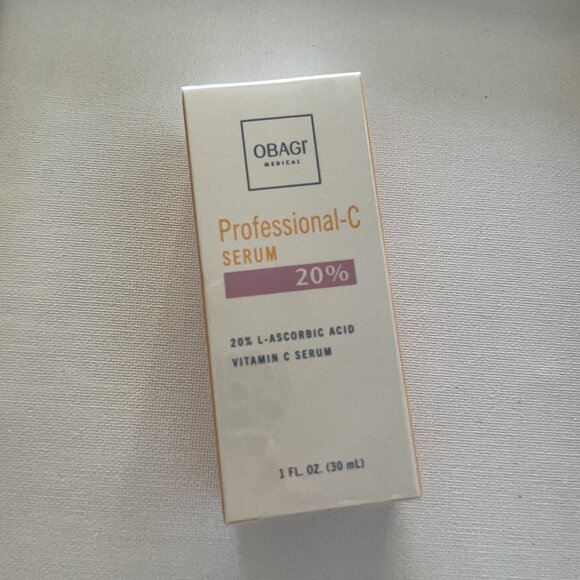 OBAGI
MEDICAL
Professional-C
SERUM
20%
20% L-ASCORBIC ACID
VITAMIN C SERUM
1 FL. OZ. (30 mL)